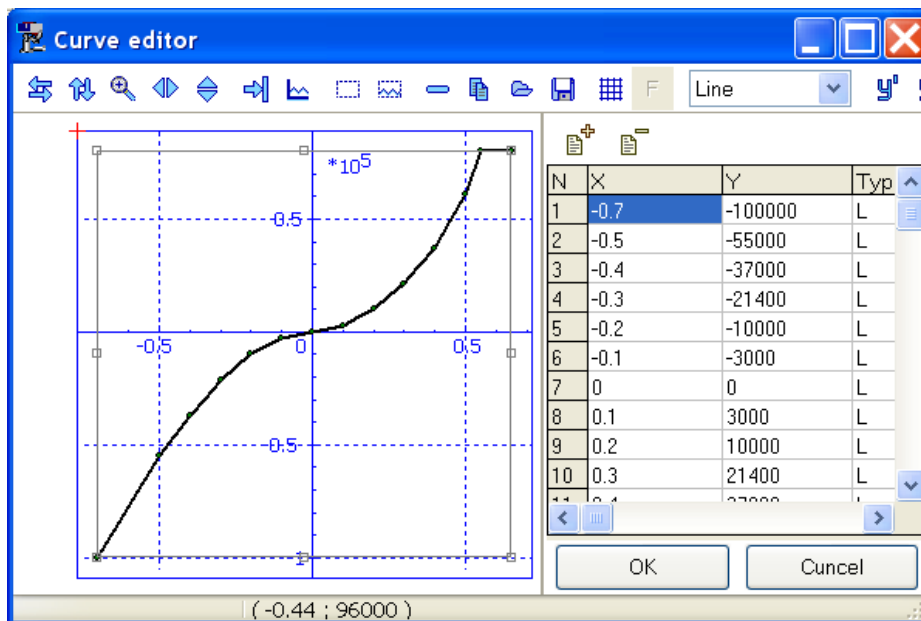 Curve editor
F Line y'
*10^5
0.5
-0.5 0 0.5
-0.5
-1
N X Y Typ
1 -0.7 -100000 L
2 -0.5 -55000 L
3 -0.4 -37000 L
4 -0.3 -21400 L
5 -0.2 -10000 L
6 -0.1 -3000 L
7 0 0 L
8 0.1 3000 L
9 0.2 10000 L
10 0.3 21400 L
OK Cuncel
( -0.44 ; 96000 )